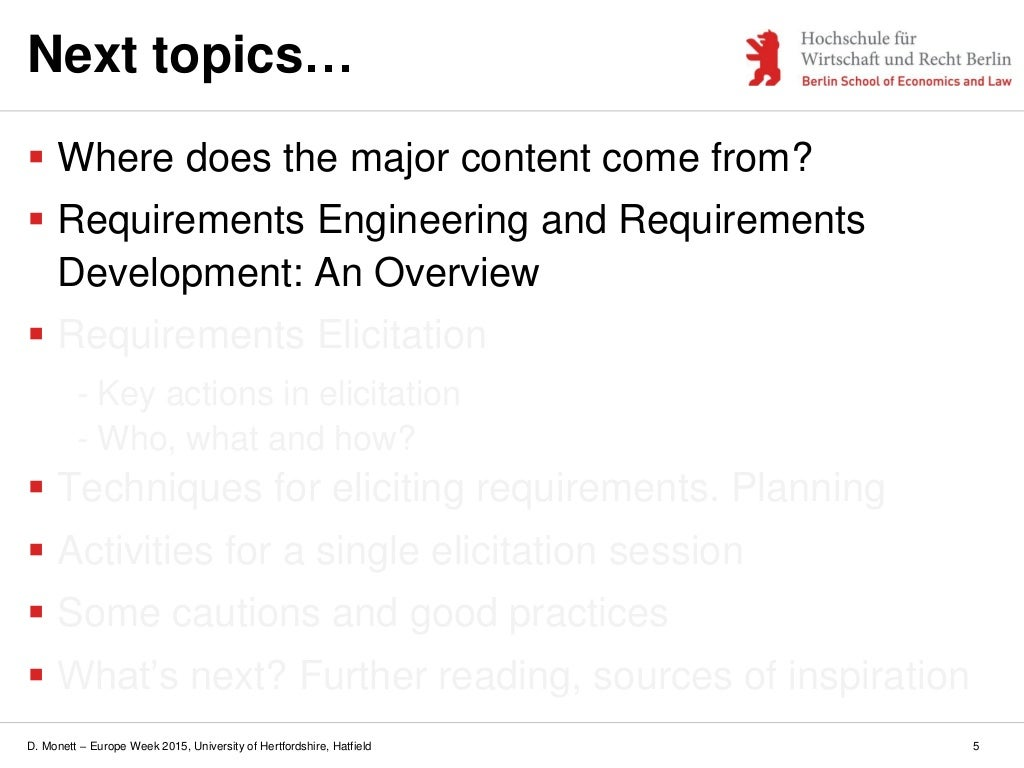 Next topics…
Hochschule für
Wirtschaft und Recht Berlin
Berlin School of Economics and Law
▪ Where does the major content come from?
▪ Requirements Engineering and Requirements
Development: An Overview
▪ Requirements Elicitation
- Key actions in elicitation
- Who, what and how?
▪ Techniques for eliciting requirements. Planning
▪ Activities for a single elicitation session
▪ Some cautions and good practices
▪ What’s next? Further reading, sources of inspiration
D. Monett – Europe Week 2015, University of Hertfordshire, Hatfield
5